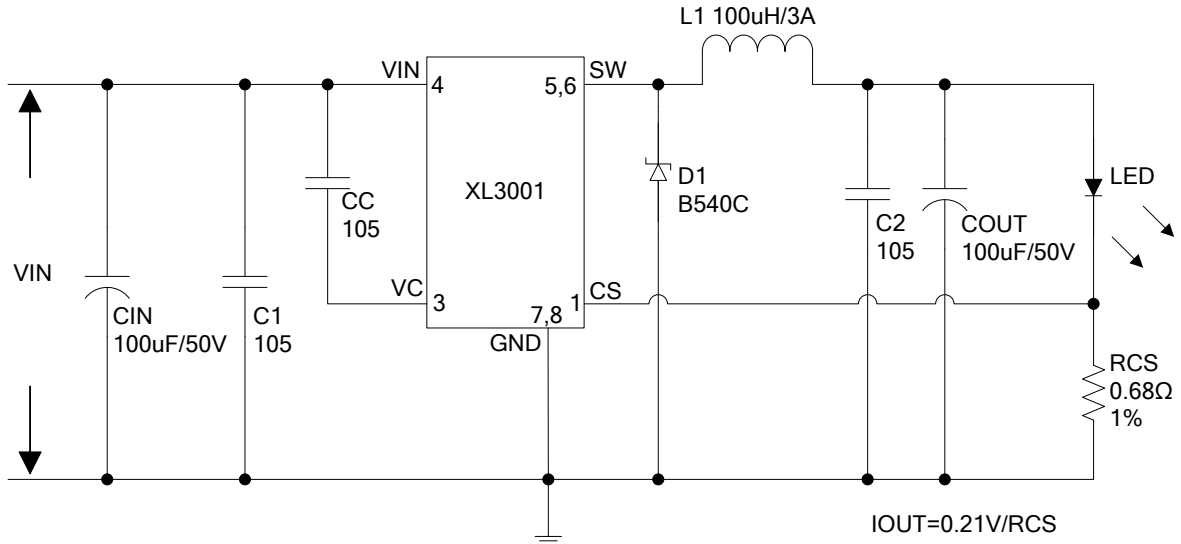 L1 100uH/3A
VIN
4
5,6
SW
XL3001
CC
105
D1
B540C
LED
C2
105
COUT
100uF/50V
VIN
VC
3
1
CS
7,8
GND
CIN
100uF/50V
C1
105
RCS
0.68Ω
1%
IOUT=0.21V/RCS